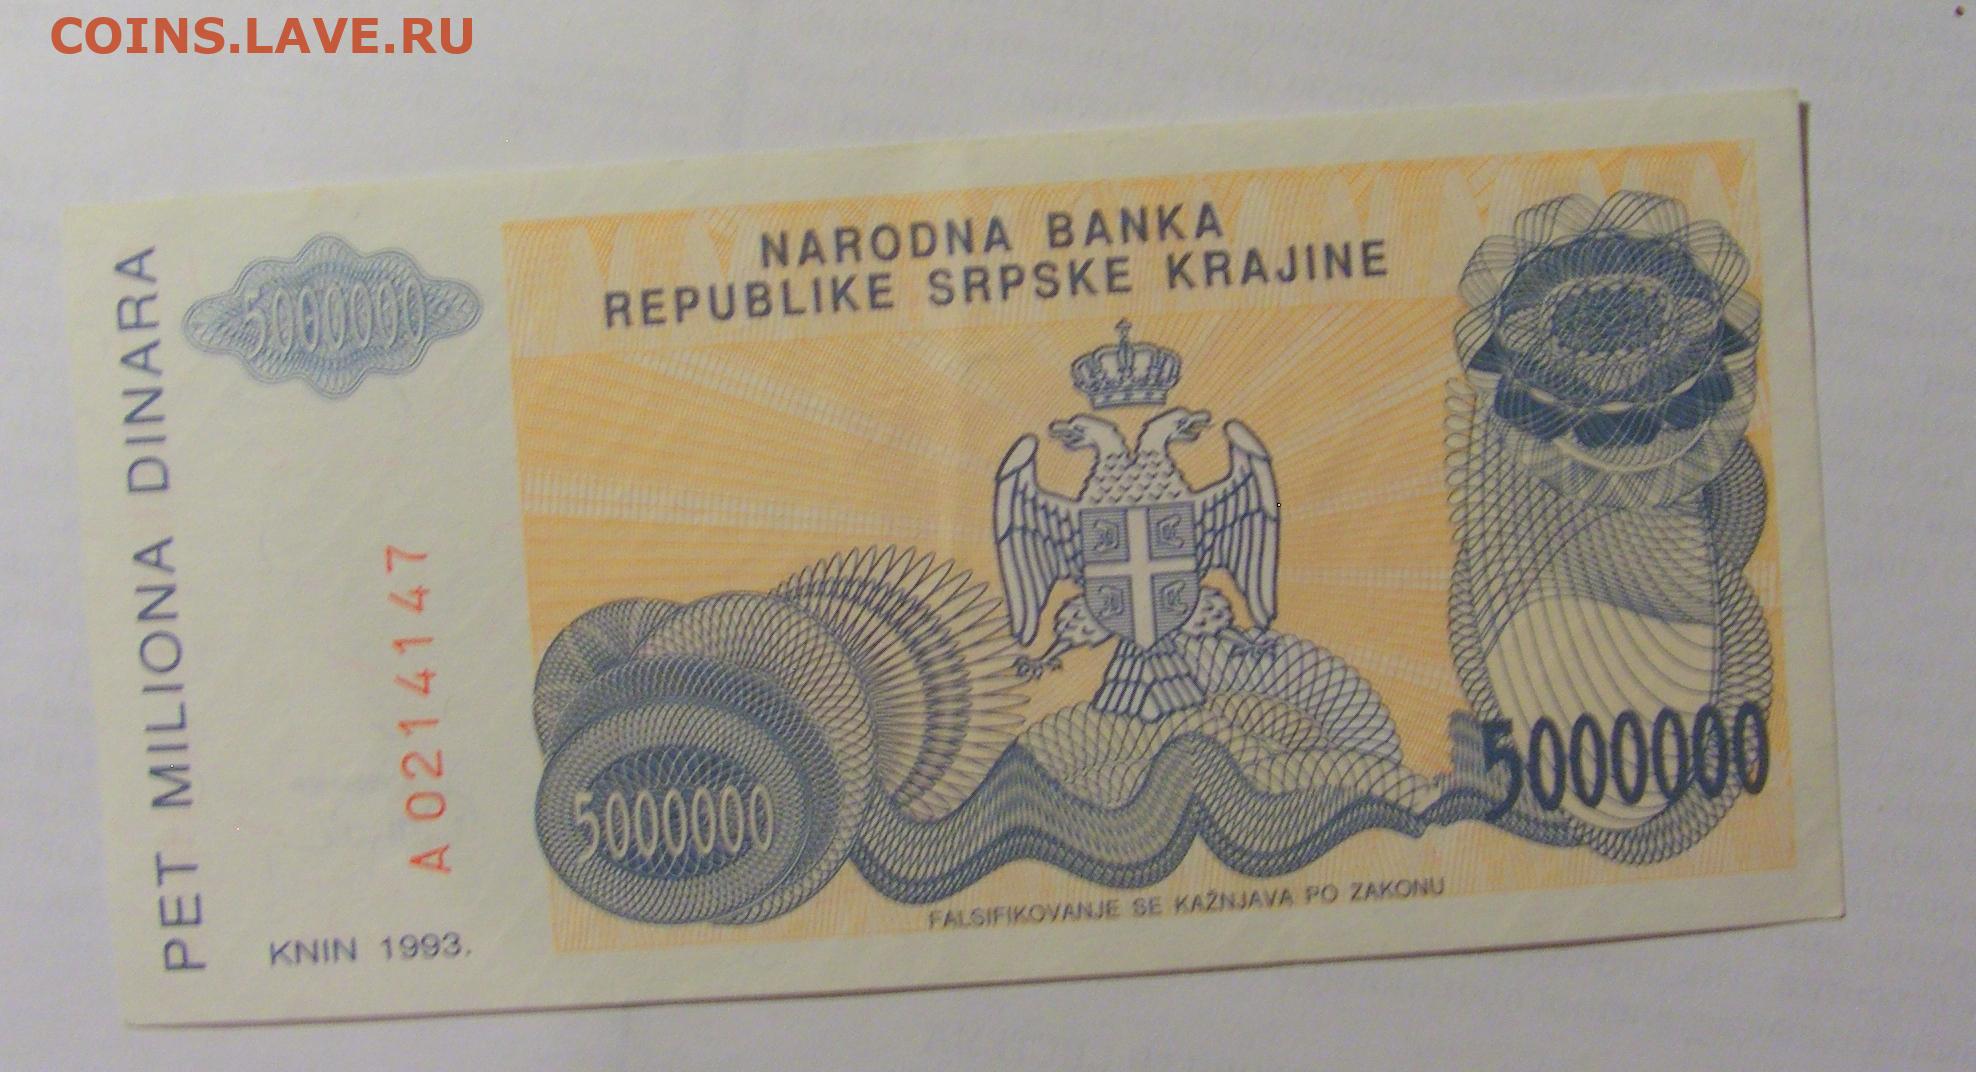 COINS.LAVE.RU
NARODNA BANKA
REPUBLIKE SRPSKE KRAJINE
PET MILIONA DINARA
5000000
A0214147
5000000
5000000
FALSIFIKOVANJE SE KAŽNJAVA PO ZAKONU
KNIN 1993.